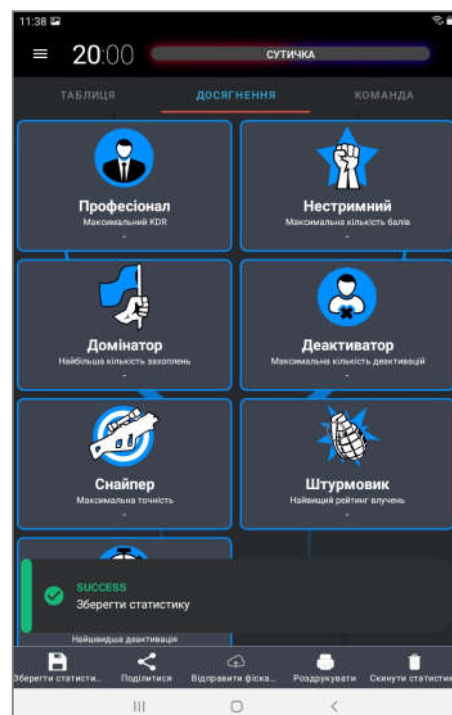 11:38
20:00 СУТИЧКА
ТАБЛИЦЯ ДОСЯГНЕННЯ КОМАНДА
Професіонал
Максимальний KDR
-
Нестримний
Максимальна кількість балів
-
Домінатор
Найбільша кількість захоплень
-
Деактиватор
Максимальна кількість деактивацій
-
Снайпер
Максимальна точність
-
Штурмовик
Найвищий рейтинг влучень
-
SUCCESS
Зберегти статистику
Найшвидша деактивація
Зберегти статисти... Поділитися Відправити фіска... Роздрукувати Скинути статистик